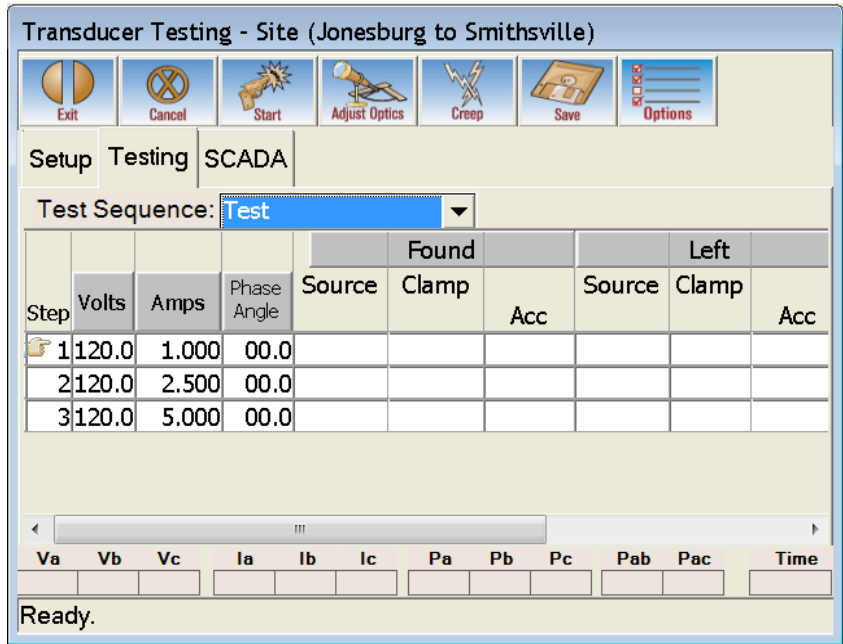 Transducer Testing - Site (Jonesburg to Smithsville)
Exit Cancel Start Adjust Optics Creep Save Options
Setup Testing SCADA
Test Sequence: Test
Found Left
Step Volts Amps Phase Angle Source Clamp Acc Source Clamp Acc
1 120.0 1.000 00.0
2 120.0 2.500 00.0
3 120.0 5.000 00.0
Va Vb Vc Ia Ib Ic Pa Pb Pc Pab Pac Time
Ready.